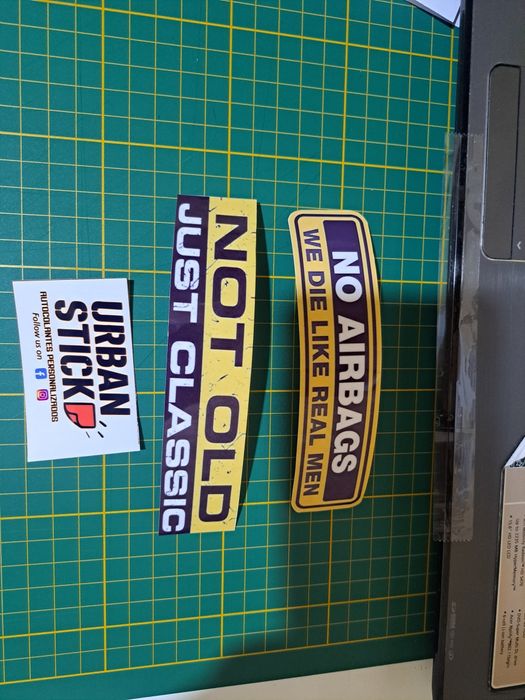 NO AIRBAGS
WE DIE LIKE REAL MEN
NOT OLD
JUST CLASSIC
URBAN
STICK
AUTOCOLANTES PERSONALIZADOS
Follow us on